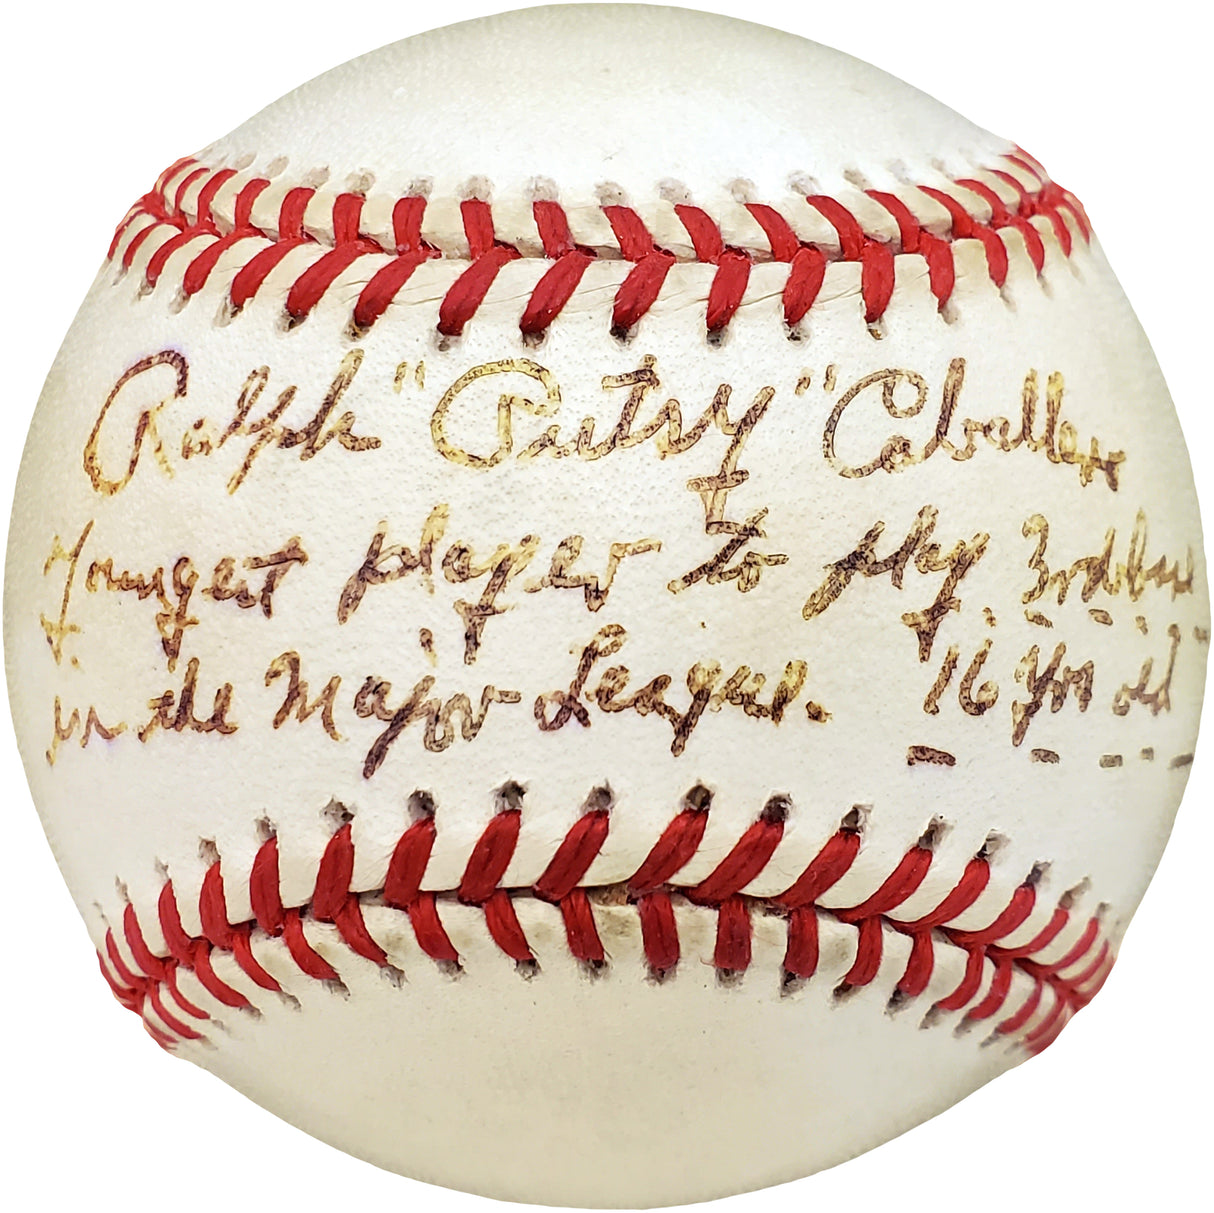 Ralph "Putsy" Caballero
Youngest player to play 3rd base
in the Major League. 16 yrs old